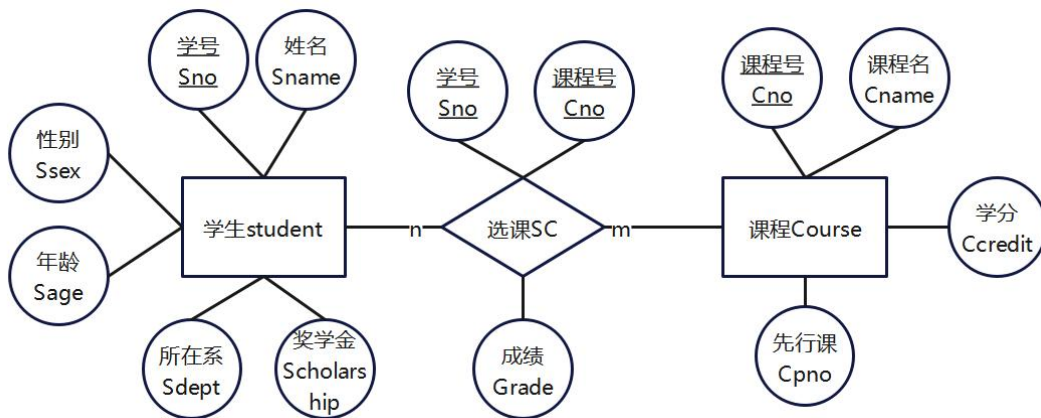 学号
Sno
姓名
Sname
学号
Sno
课程号
Cno
课程号
Cno
课程名
Cname
性别
Ssex
学生student
n
选课SC
m
课程Course
学分
Ccredit
年龄
Sage
所在系
Sdept
奖学金
Scholars
hip
成绩
Grade
先行课
Cpno